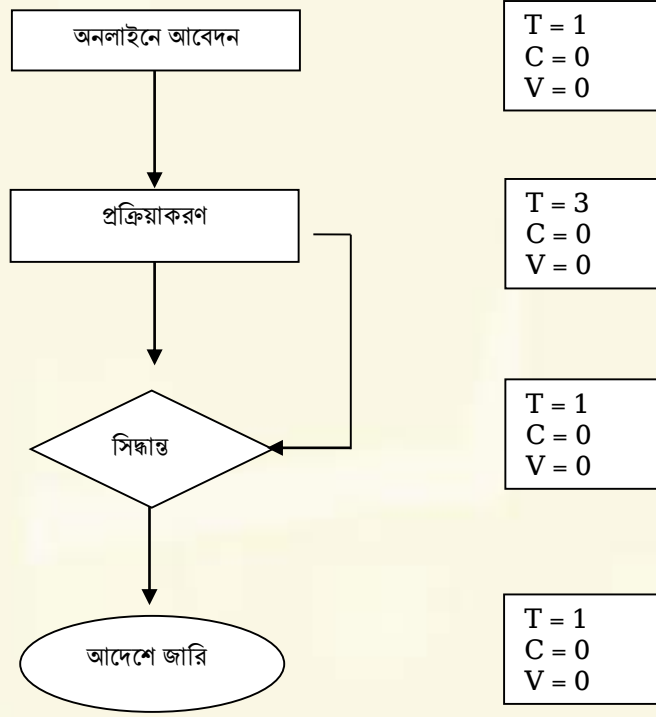 অনলাইনে আবেদন
T = 1
C = 0
V = 0
প্রক্রিয়াকরণ
T = 3
C = 0
V = 0
সিদ্ধান্ত
T = 1
C = 0
V = 0
আদেশে জারি
T = 1
C = 0
V = 0